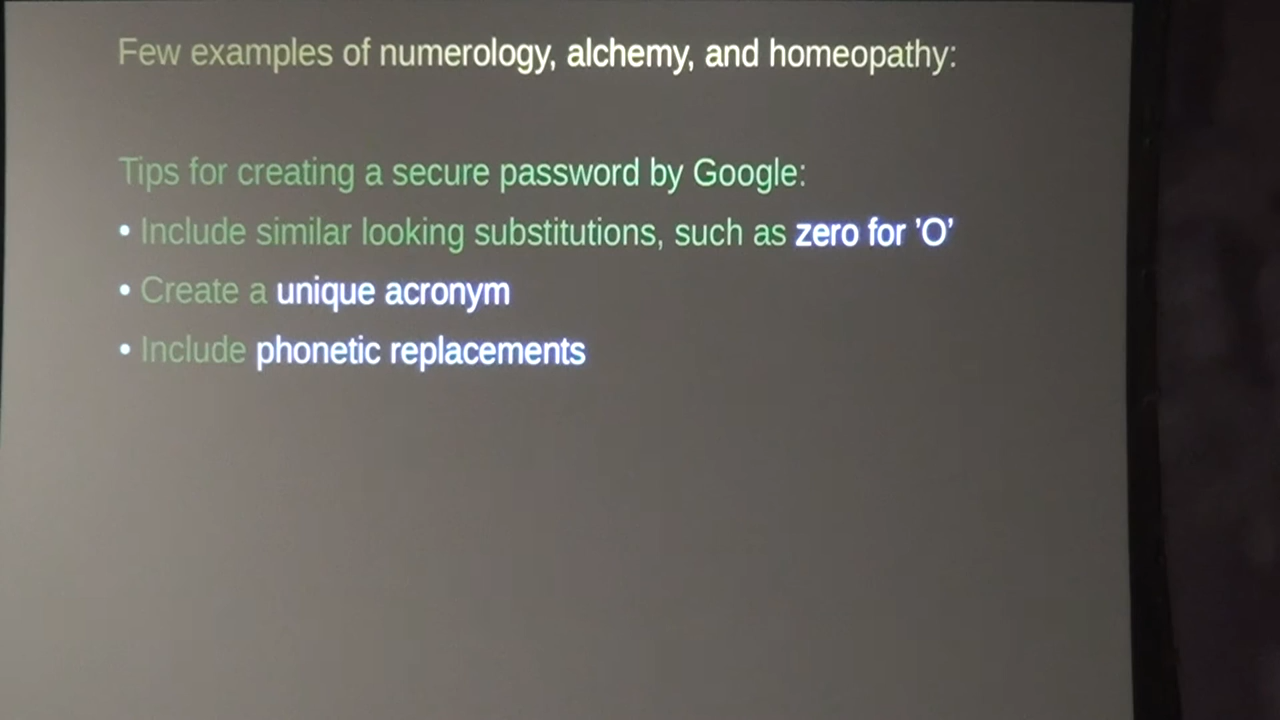 Few examples of numerology, alchemy, and homeopathy:
Tips for creating a secure password by Google:
• Include similar looking substitutions, such as zero for ’O’
• Create a unique acronym
• Include phonetic replacements